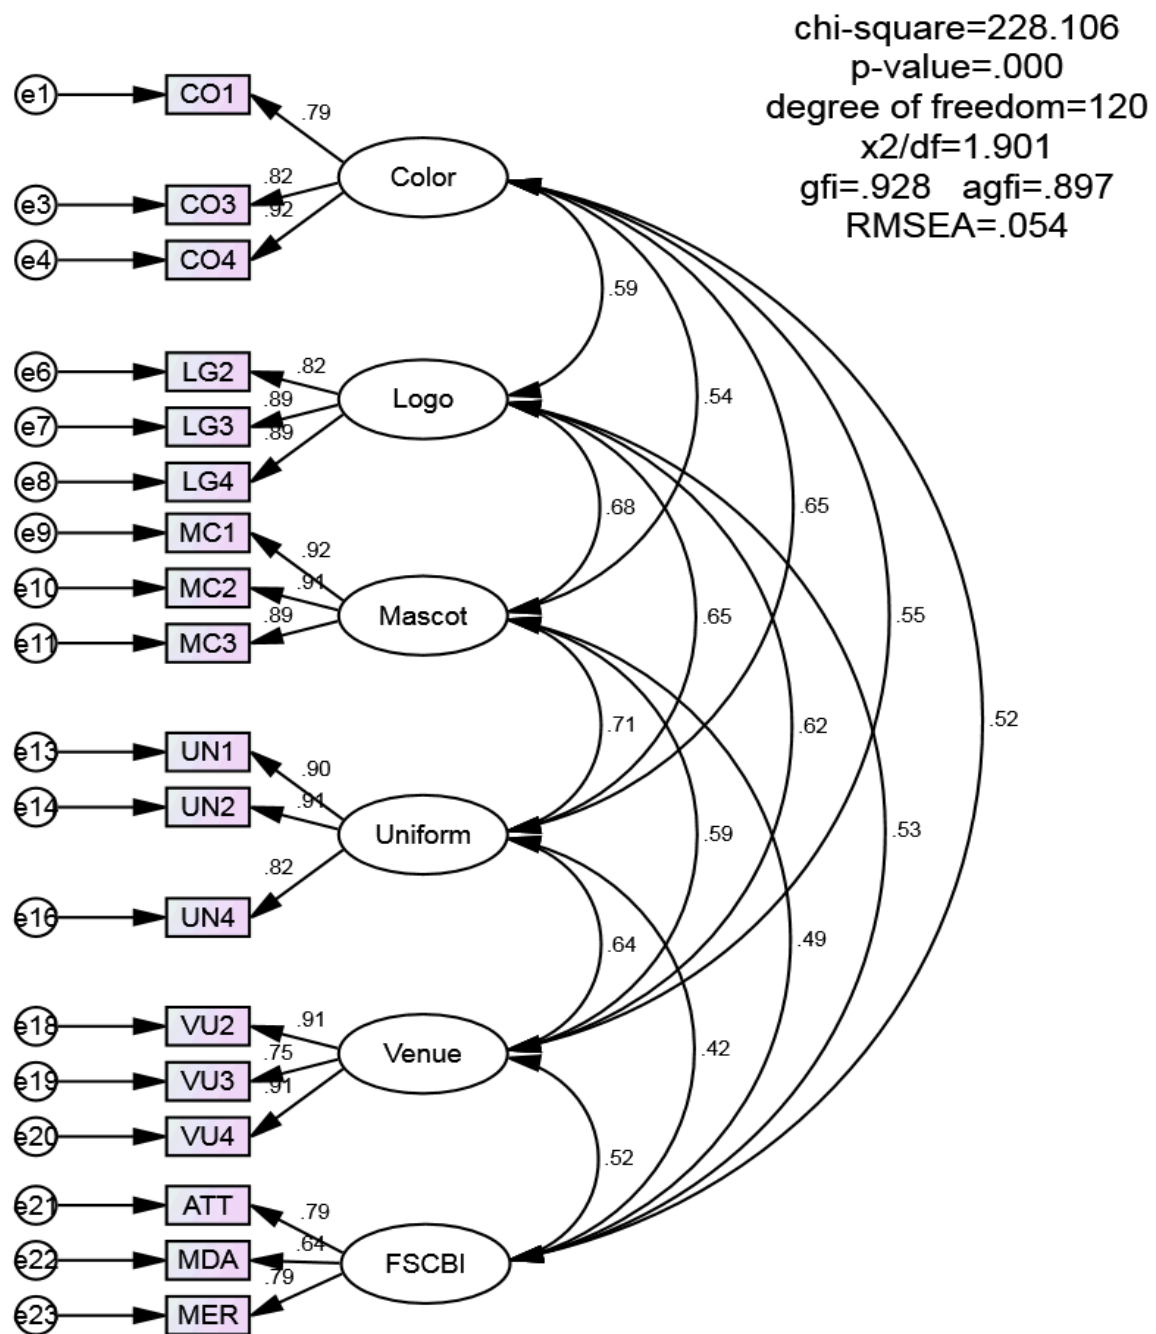 chi-square=228.106
p-value=.000
degree of freedom=120
x2/df=1.901
gfi=.928 agfi=.897
RMSEA=.054
e1 CO1 .79
Color
e3 CO3 .82
.92
e4 CO4
.59
e6 LG2 .82
Logo
.54
e7 LG3 .89
.89
e8 LG4
.68
.65
e9 MC1 .92
e10 MC2 .91
Mascot
.65
.55
e11 MC3 .89
.71
.62
.52
e13 UN1 .90
e14 UN2 .91
Uniform
.59
.53
.82
e16 UN4
.64
.49
e18 VU2 .91
Venue
.42
e19 VU3 .75
.91
e20 VU4
.52
e21 ATT .79
e22 MDA .64
FSCBI
.79
e23 MER